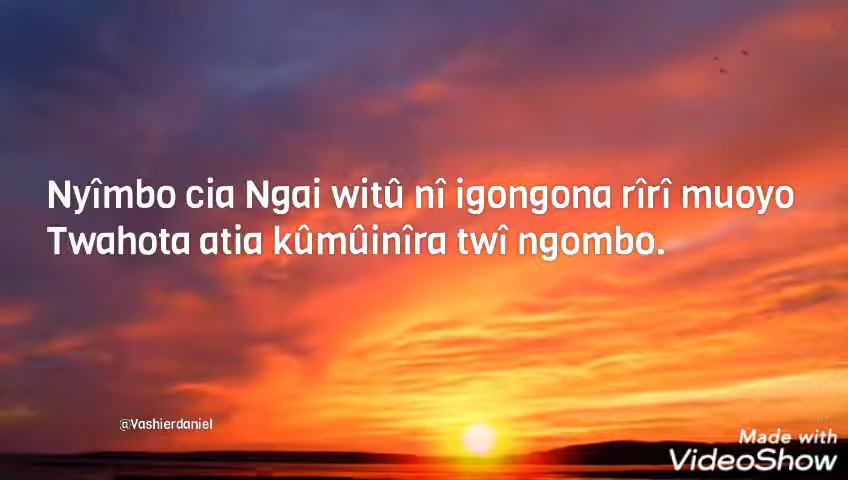 Nyîmbo cia Ngai witû nî igongona rîrî muoyo
Twahota atia kûmûinîra twî ngombo.
@Vashierdaniel
Made with
VideoShow